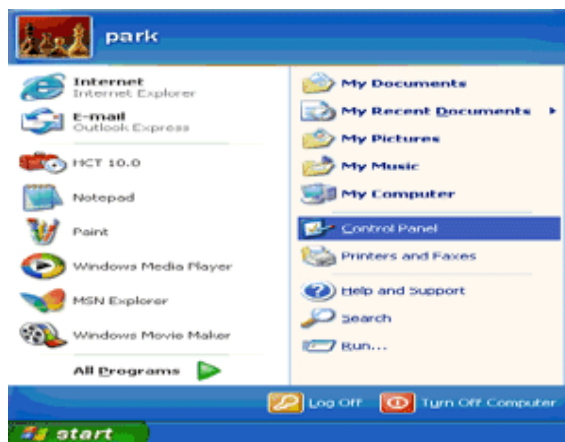 park
Internet
Internet Explorer
E-mail
Outlook Express
HCT 10.0
Notepad
Paint
Windows Media Player
MSN Explorer
Windows Movie Maker
All Programs
My Documents
My Recent Documents
My Pictures
My Music
My Computer
Control Panel
Printers and Faxes
Help and Support
Search
Run...
Log Off
Turn Off Computer
start